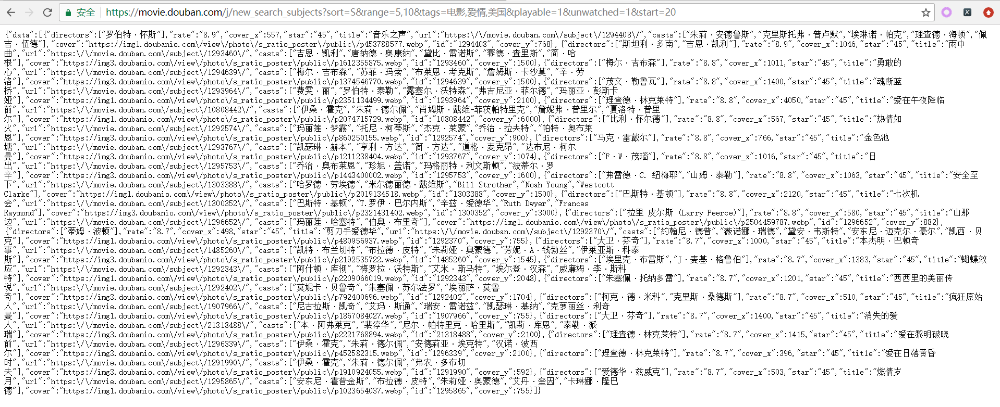 安全 https://movie.douban.com/j/new_search_subjects?sort=S&range=5,10&tags=电影,爱情,美国&playable=1&unwatched=1&start=20
{"data":[{"directors":["罗伯特·怀斯"],"rate":"8.9","cover_x":557,"star":"45","title":"音乐之声","url":"https:\/\/movie.douban.com\/subject\/1294408\/","casts":["朱莉·安德鲁斯","克里斯托弗·普卢默","埃琳诺·帕克","理查德·海顿","佩
吉·伍德"],"cover":"https://img1.doubanio.com\/view\/photo\/s_ratio_poster\/public\/p453788577.webp","id":"1294408","cover_y":768},{"directors":["斯坦利·多南","吉恩·凯利"],"rate":"8.9","cover_x":1046,"star":"45","title":"雨中
曲","url":"https:\/\/movie.douban.com\/subject\/1293460\/","casts":["吉恩·凯利","唐纳德·奥康纳","黛比·雷诺斯","赛德·查里斯","简·哈
根"],"cover":"https://img3.doubanio.com\/view\/photo\/s_ratio_poster\/public\/p1612355875.webp","id":"1293460","cover_y":1500},{"directors":["梅尔·吉布森"],"rate":"8.8","cover_x":1011,"star":"45","title":"勇敢的
心","url":"https:\/\/movie.douban.com\/subject\/1294639\/","casts":["梅尔·吉布森","苏菲·玛索","布莱恩·考克斯","詹姆斯·卡沙莫","辛·劳
洛"],"cover":"https://img3.doubanio.com\/view\/photo\/s_ratio_poster\/public\/p1374546770.webp","id":"1294639","cover_y":1500},{"directors":["茂文·勒鲁瓦"],"rate":"8.8","cover_x":1400,"star":"45","title":"魂断蓝
桥","url":"https:\/\/movie.douban.com\/subject\/1293964\/","casts":["费雯·丽","罗伯特·泰勒","露塞尔·沃特森","弗吉尼亚·菲尔德","玛丽亚·彭斯卡
娅"],"cover":"https://img1.doubanio.com\/view\/photo\/s_ratio_poster\/public\/p2351134499.webp","id":"1293964","cover_y":2100},{"directors":["理查德·林克莱特"],"rate":"8.8","cover_x":4050,"star":"45","title":"爱在午夜降临
前","url":"https:\/\/movie.douban.com\/subject\/10808442\/","casts":["伊桑·霍克","朱莉·德尔佩","肖姆斯·戴维-菲茨帕特里克","詹妮弗·普里尔","夏洛特·普里
尔"],"cover":"https://img1.doubanio.com\/view\/photo\/s_ratio_poster\/public\/p2074715729.webp","id":"10808442","cover_y":6000},{"directors":["比利·怀尔德"],"rate":"8.8","cover_x":567,"star":"45","title":"热情如
火","url":"https:\/\/movie.douban.com\/subject\/1292574\/","casts":["玛丽莲·梦露","托尼·柯蒂斯","杰克·莱蒙","乔治·拉夫特","帕特·奥布莱
恩"],"cover":"https://img3.doubanio.com\/view\/photo\/s_ratio_poster\/public\/p860250155.webp","id":"1292574","cover_y":900},{"directors":["马克·雷戴尔"],"rate":"8.8","cover_x":766,"star":"45","title":"金色池
塘","url":"https:\/\/movie.douban.com\/subject\/1293767\/","casts":["凯瑟琳·赫本","亨利·方达","简·方达","道格·麦克昂","达布尼·柯尔
曼"],"cover":"https://img3.doubanio.com\/view\/photo\/s_ratio_poster\/public\/p1211238404.webp","id":"1293767","cover_y":1074},{"directors":["F·W·茂瑙"],"rate":"8.8","cover_x":1016,"star":"45","title":"日
出","url":"https:\/\/movie.douban.com\/subject\/1295753\/","casts":["乔治·奥布莱恩","珍妮·盖诺","玛格丽特·利文斯顿","波蒂尔·罗
辛"],"cover":"https://img3.doubanio.com\/view\/photo\/s_ratio_poster\/public\/p1443400002.webp","id":"1295753","cover_y":1600},{"directors":["弗雷德·C. 纽梅耶","山姆·泰勒"],"rate":"8.8","cover_x":1063,"star":"45","title":"安全至
下","url":"https:\/\/movie.douban.com\/subject\/1303388\/","casts":["哈罗德·劳埃德","米尔德丽德·戴维斯","Bill Strother","Noah Young","Westcott
Clarke"],"cover":"https://img1.doubanio.com\/view\/photo\/s_ratio_poster\/public\/p2019134518.webp","id":"1303388","cover_y":1500},{"directors":["巴斯特·基顿"],"rate":"8.8","cover_x":2120,"star":"45","title":"七次机
会","url":"https:\/\/movie.douban.com\/subject\/1300352\/","casts":["巴斯特·基顿","T.罗伊·巴尔内斯","辛兹·爱德华","Ruth Dwyer","Frances
Raymond"],"cover":"https://img3.doubanio.com\/view\/photo\/s_ratio_poster\/public\/p2321431402.webp","id":"1300352","cover_y":3000},{"directors":["拉里 皮尔斯 (Larry Peerce)"],"rate":"8.8","cover_x":580,"star":"45","title":"山那
边","url":"https:\/\/movie.douban.com\/subject\/1296652\/","casts":["玛丽莲·哈塞特","伯奥·布里奇"],"cover":"https://img1.doubanio.com\/view\/photo\/s_ratio_poster\/public\/p2504459787.webp","id":"1296652","cover_y":882},
{"directors":["蒂姆·波顿"],"rate":"8.7","cover_x":498,"star":"45","title":"剪刀手爱德华","url":"https:\/\/movie.douban.com\/subject\/1292370\/","casts":["约翰尼·德普","薇诺娜·瑞德","黛安·韦斯特","安东尼·迈克尔·豪尔","凯西·贝
克"],"cover":"https://img1.doubanio.com\/view\/photo\/s_ratio_poster\/public\/p480956937.webp","id":"1292370","cover_y":755},{"directors":["大卫·芬奇"],"rate":"8.7","cover_x":1000,"star":"45","title":"本杰明·巴顿奇
事","url":"https:\/\/movie.douban.com\/subject\/1485260\/","casts":["凯特·布兰切特","布拉德·皮特","朱莉娅·奥蒙德","芳妮·A·钱勃丝","伊莱亚斯·科泰
斯"],"cover":"https://img3.doubanio.com\/view\/photo\/s_ratio_poster\/public\/p2192535722.webp","id":"1485260","cover_y":1545},{"directors":["埃里克·布雷斯","J·麦基·格鲁伯"],"rate":"8.7","cover_x":1383,"star":"45","title":"蝴蝶效
应","url":"https:\/\/movie.douban.com\/subject\/1292343\/","casts":["阿什顿·库彻","梅罗拉·沃特斯","艾米·斯马特","埃尔登·汉森","威廉姆·李·斯科
特"],"cover":"https://img1.doubanio.com\/view\/photo\/s_ratio_poster\/public\/p2209066019.webp","id":"1292343","cover_y":2048},{"directors":["朱塞佩·托纳多雷"],"rate":"8.7","cover_x":1201,"star":"45","title":"西西里的美丽传
说","url":"https:\/\/movie.douban.com\/subject\/1292402\/","casts":["莫妮卡·贝鲁奇","朱塞佩·苏尔法罗","埃丽萨·莫鲁
奇"],"cover":"https://img3.doubanio.com\/view\/photo\/s_ratio_poster\/public\/p792400696.webp","id":"1292402","cover_y":1704},{"directors":["柯克·德·米科","克里斯·桑德斯"],"rate":"8.7","cover_x":510,"star":"45","title":"疯狂原始
人","url":"https:\/\/movie.douban.com\/subject\/1907966\/","casts":["尼古拉斯·凯奇","艾玛·斯通","瑞安·雷诺兹","凯瑟琳·基纳","克萝丽丝·利奇
曼"],"cover":"https://img1.doubanio.com\/view\/photo\/s_ratio_poster\/public\/p1867084027.webp","id":"1907966","cover_y":755},{"directors":["大卫·芬奇"],"rate":"8.7","cover_x":1400,"star":"45","title":"消失的爱
人","url":"https:\/\/movie.douban.com\/subject\/21318488\/","casts":["本·阿弗莱克","裴淳华","尼尔·帕特里克·哈里斯","凯莉·库恩","泰勒·派
瑞"],"cover":"https://img3.doubanio.com\/view\/photo\/s_ratio_poster\/public\/p2221768894.webp","id":"21318488","cover_y":2100},{"directors":["理查德·林克莱特"],"rate":"8.7","cover_x":1415,"star":"45","title":"爱在黎明破晓
前","url":"https:\/\/movie.douban.com\/subject\/1296339\/","casts":["伊桑·霍克","朱莉·德尔佩","安德莉亚·埃克特","汉诺·波西
尔"],"cover":"https://img3.doubanio.com\/view\/photo\/s_ratio_poster\/public\/p452582315.webp","id":"1296339","cover_y":2100},{"directors":["理查德·林克莱特"],"rate":"8.7","cover_x":396,"star":"45","title":"爱在日落黄昏
时","url":"https:\/\/movie.douban.com\/subject\/1291990\/","casts":["伊桑·霍克","朱莉·德尔佩","弗农·多布切
夫"],"cover":"https://img3.doubanio.com\/view\/photo\/s_ratio_poster\/public\/p1910924055.webp","id":"1291990","cover_y":592},{"directors":["爱德华·兹威克"],"rate":"8.7","cover_x":503,"star":"45","title":"燃情岁
月","url":"https:\/\/movie.douban.com\/subject\/1295865\/","casts":["安东尼·霍普金斯","布拉德·皮特","朱莉娅·奥蒙德","艾丹·奎因","卡琳娜·隆巴
德"],"cover":"https://img1.doubanio.com\/view\/photo\/s_ratio_poster\/public\/p1023654037.webp","id":"1295865","cover_y":755}]}